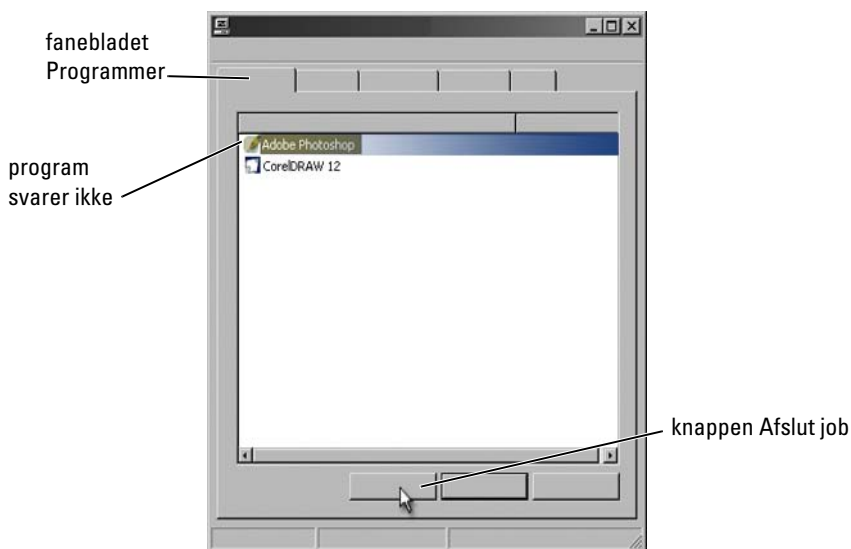 fanebladet
Programmer
Adobe Photoshop
CorelDRAW 12
program
svarer ikke
knappen Afslut job